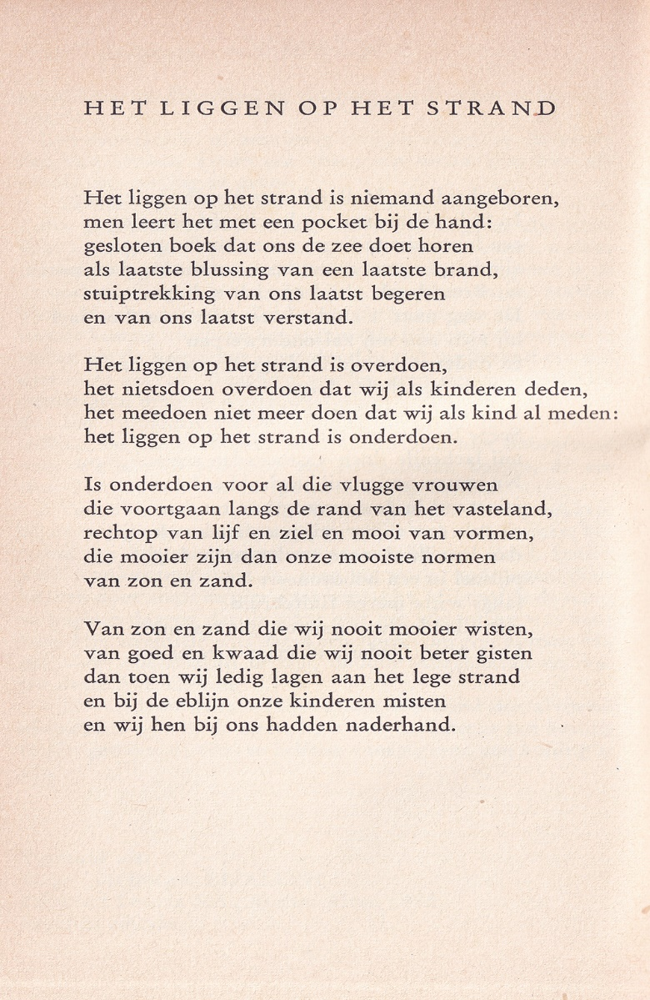 HET LIGGEN OP HET STRAND
Het liggen op het strand is niemand aangeboren,
men leert het met een pocket bij de hand:
gesloten boek dat ons de zee doet horen
als laatste blussing van een laatste brand,
stuiptrekking van ons laatst begeren
en van ons laatst verstand.
Het liggen op het strand is overdoen,
het nietsdoen overdoen dat wij als kinderen deden,
het meedoen niet meer doen dat wij als kind al meden:
het liggen op het strand is onderdoen.
Is onderdoen voor al die vlugge vrouwen
die voortgaan langs de rand van het vasteland,
rechtop van lijf en ziel en mooi van vormen,
die mooier zijn dan onze mooiste normen
van zon en zand.
Van zon en zand die wij nooit mooier wisten,
van goed en kwaad die wij nooit beter gisten
dan toen wij ledig lagen aan het lege strand
en bij de eblijn onze kinderen misten
en wij hen bij ons hadden naderhand.